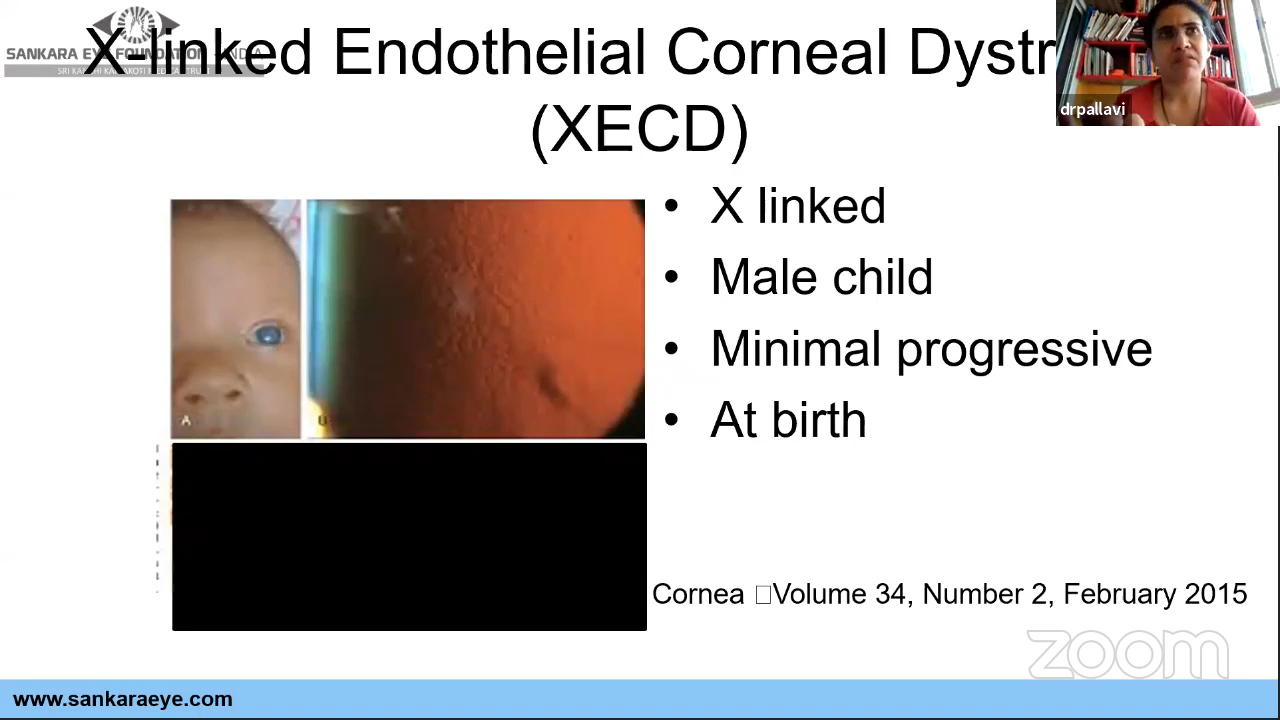 SANKARA EYE FOUNDATION - INDIA
X-linked Endothelial Corneal Dystr
(XECD)
drpallavi
• X linked
• Male child
• Minimal progressive
• At birth
A
Cornea □Volume 34, Number 2, February 2015
zoom
www.sankaraeye.com